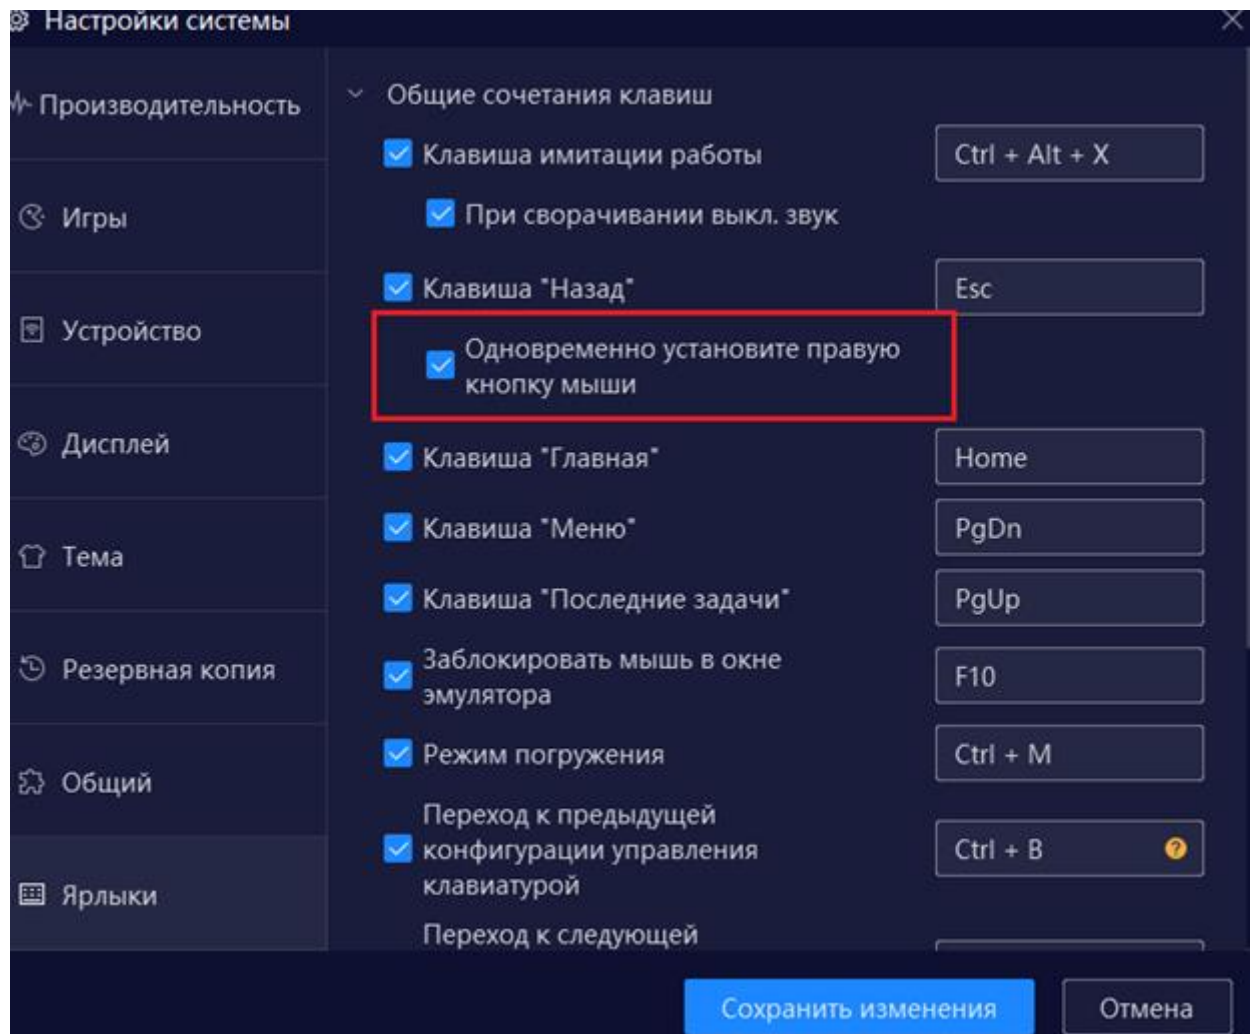 Настройки системы
Производительность
Игры
Устройство
Дисплей
Тема
Резервная копия
Общий
Ярлыки
Общие сочетания клавиш
Клавиша имитации работы
Ctrl + Alt + X
При сворачивании выкл. звук
Клавиша "Назад"
Esc
Одновременно установите правую
кнопку мыши
Клавиша "Главная"
Home
Клавиша "Меню"
PgDn
Клавиша "Последние задачи"
PgUp
Заблокировать мышь в окне
эмулятора
F10
Режим погружения
Ctrl + M
Переход к предыдущей
конфигурации управления
клавиатурой
Ctrl + B
?
Переход к следующей
Сохранить изменения
Отмена